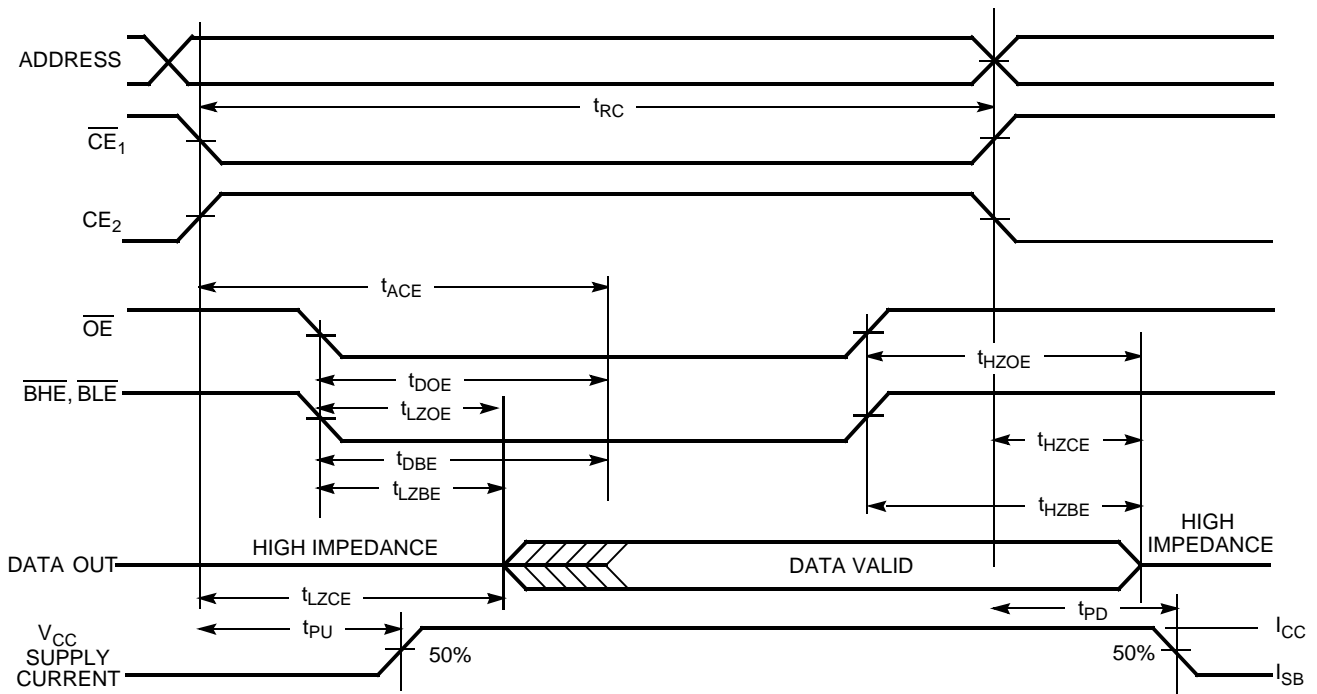 ADDRESS
tRC
CE1
CE2
tACE
OE
tHZOE
tDOE
BHE, BLE
tLZOE
tHZCE
tDBE
tLZBE
tHZBE
HIGH IMPEDANCE
HIGH
IMPEDANCE
DATA OUT
DATA VALID
tLZCE
tPD
tPU
VCC
SUPPLY
CURRENT
50%
50%
ICC
ISB